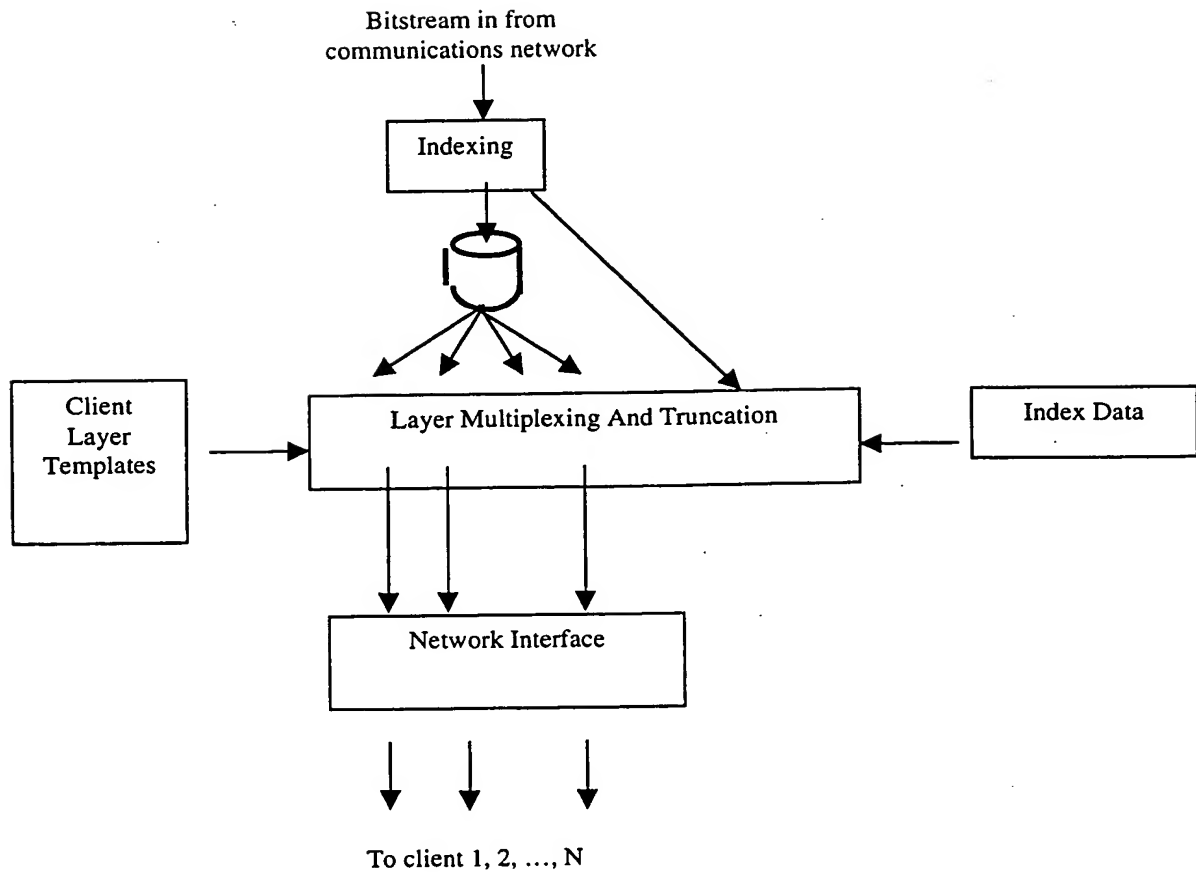 Bitstream in from
communications network
Indexing
Client
Layer
Templates
Layer Multiplexing And Truncation
Index Data
Network Interface
To client 1, 2, ..., N